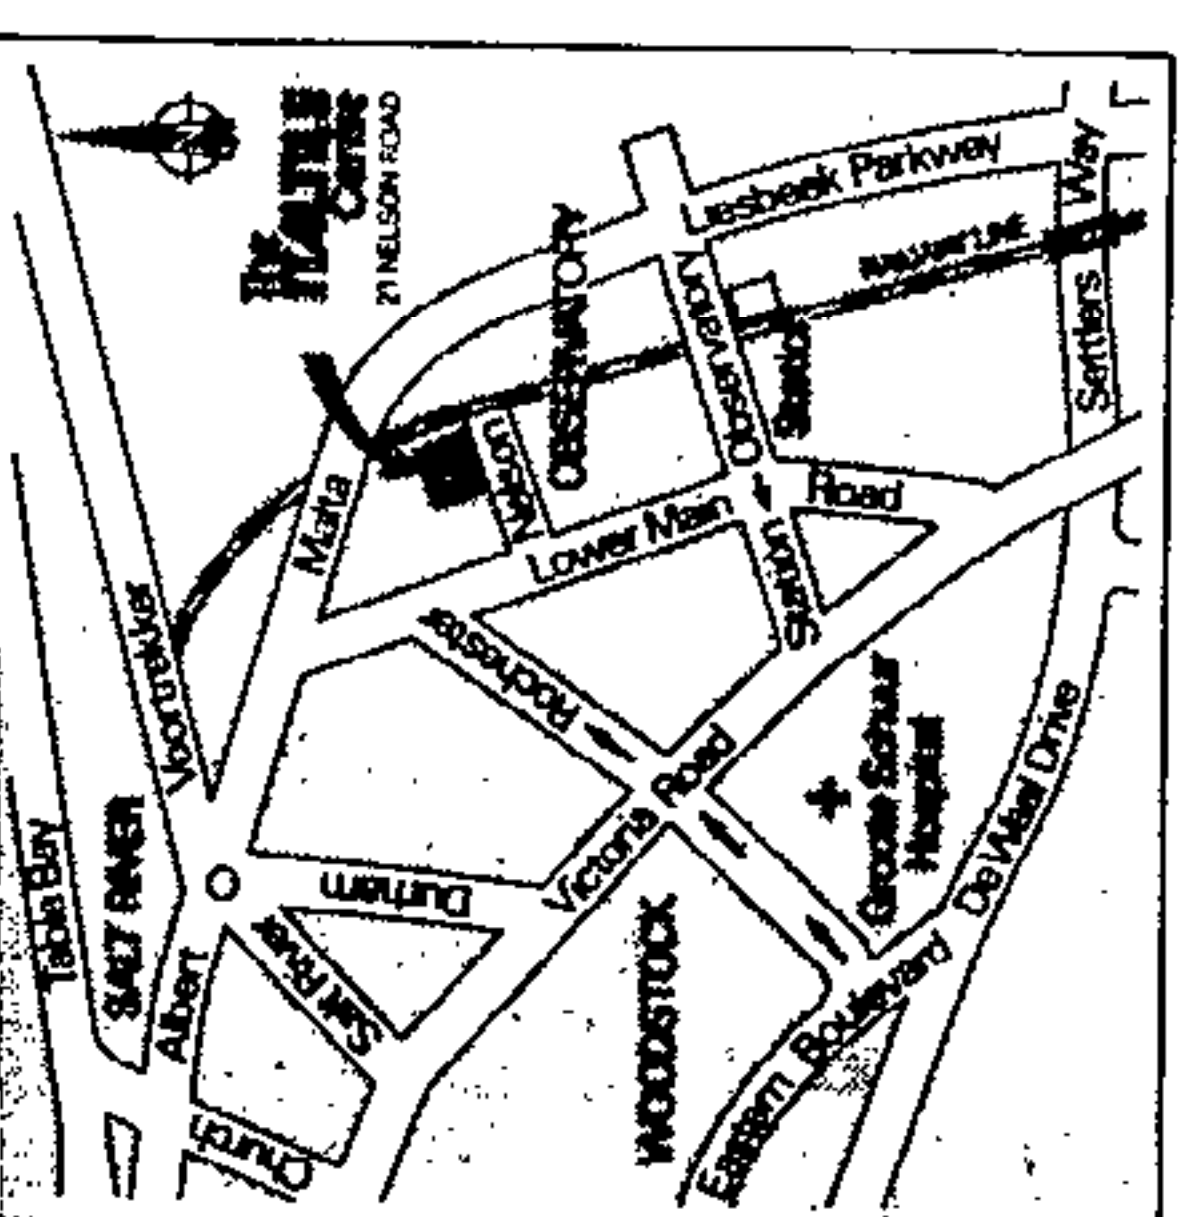 The
Centre
21 NELSON ROAD
Liesbeek Parkway
Way
RAILWAY LINE
OBSERVATORY
Observatory
Station
Settlers
Malta
Nelson
Lower Main
Road
Station
Rochester
Voortrekker
Victoria Road
Groote Schuur
Hospital
De Waal Drive
Table Bay
SALT RIVER
Durham
Salt River
Albert
WOODSTOCK
Eastern Boulevard
Church